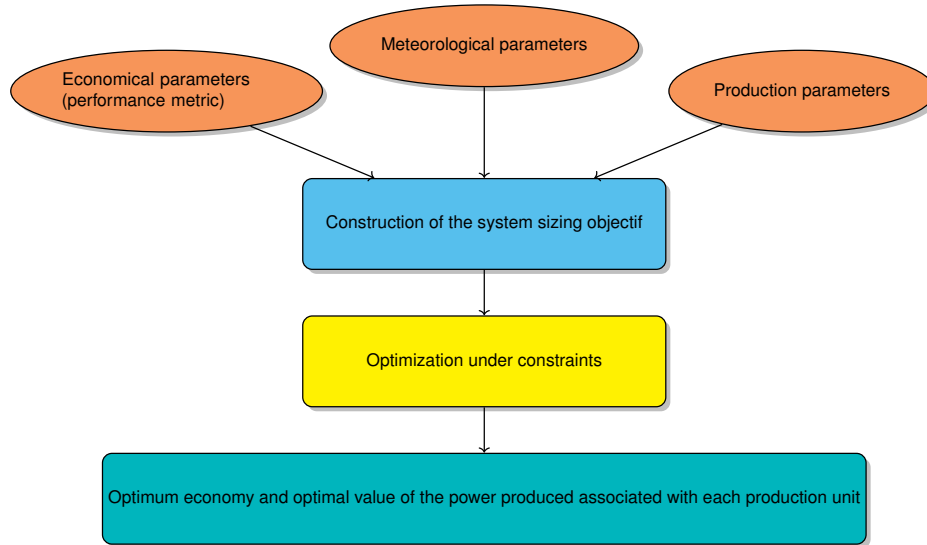 Meteorological parameters
Economical parameters
(performance metric)
Production parameters
Construction of the system sizing objectif
Optimization under constraints
Optimum economy and optimal value of the power produced associated with each production unit